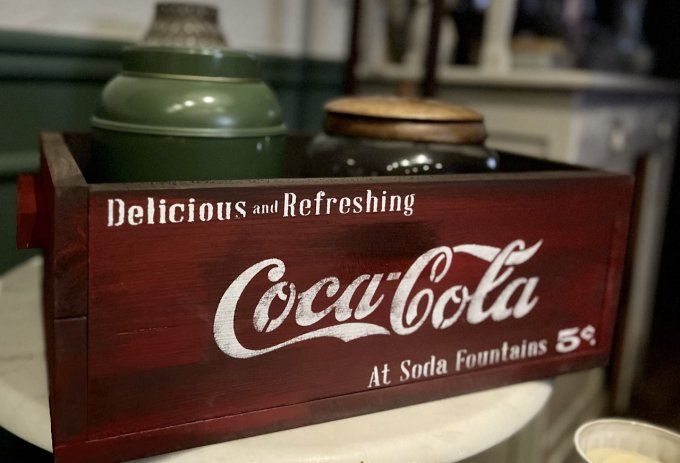 Delicious and Refreshing
Coca-Cola
At Soda Fountains 5¢